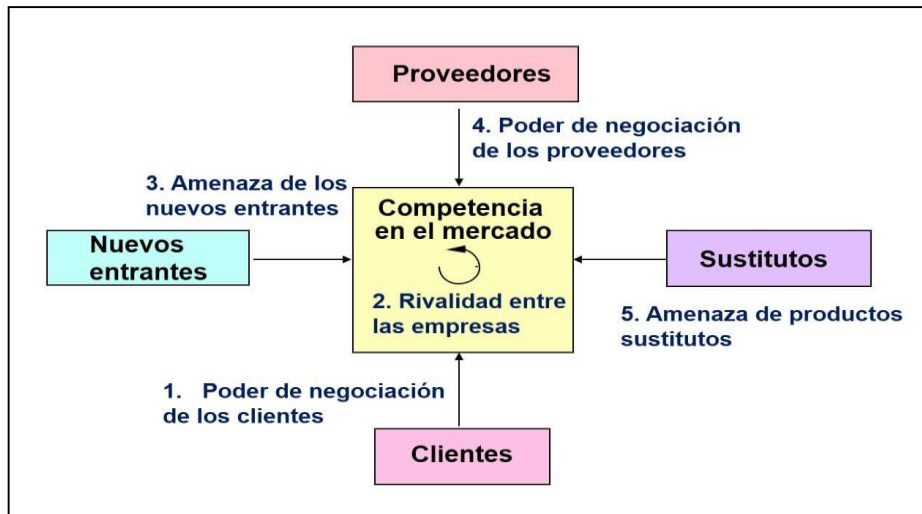 Proveedores
4. Poder de negociación
de los proveedores
3. Amenaza de los
nuevos entrantes
Competencia
en el mercado
Nuevos
entrantes
Sustitutos
2. Rivalidad entre
las empresas
5. Amenaza de productos
sustitutos
1. Poder de negociación
de los clientes
Clientes